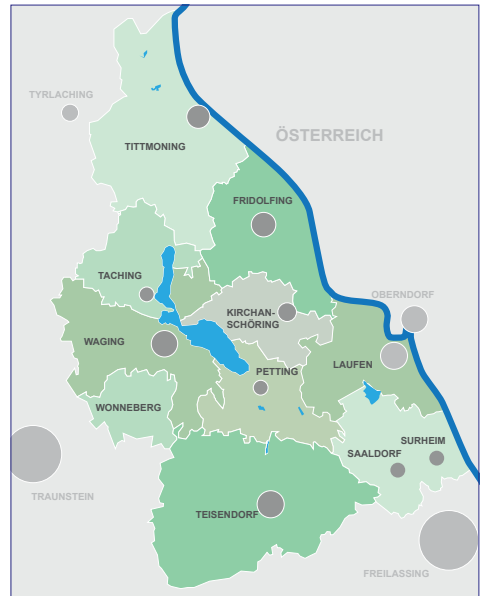 TYRLACHING
ÖSTERREICH
TITTMONING
FRIDOLFING
TACHING
OBERNDORF
KIRCHAN-
SCHÖRING
WAGING
PETTING
LAUFEN
WONNEBERG
SURHEIM
SAALDORF
TRAUNSTEIN
TEISENDORF
FREILASSING